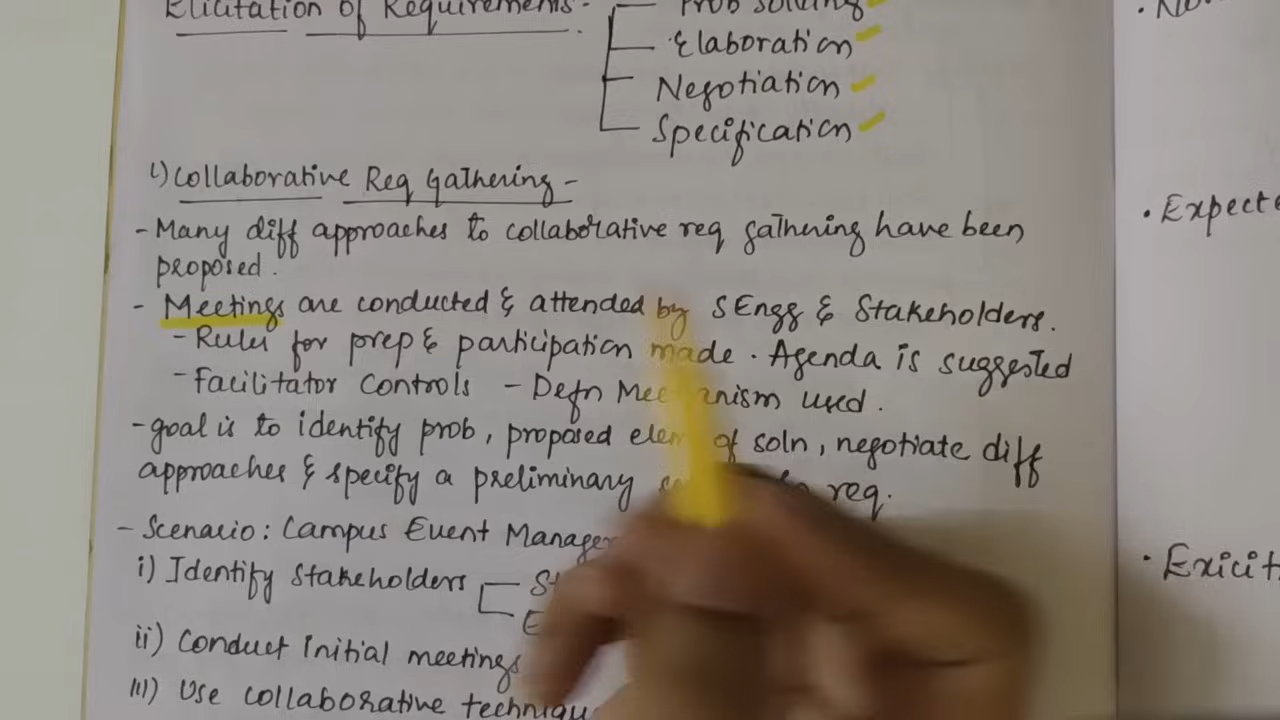 Elicitation of Requirements.
Prob solving
Elaboration
Negotiation
Specification
i) Collaborative Req Gathering -
- Many diff approaches to collaborative req gathering have been
proposed.
- Meetings are conducted & attended by SEngg & Stakeholders.
- Rules for prep & participation made. Agenda is suggested
- Facilitator Controls - Defn Mechanism used.
- goal is to identify prob, proposed elem of soln, negotiate diff
approaches & specify a preliminary req.
- Scenario: Campus Event
i) Identify Stakeholders
ii) Conduct initial meetings
iii) Use collaborative